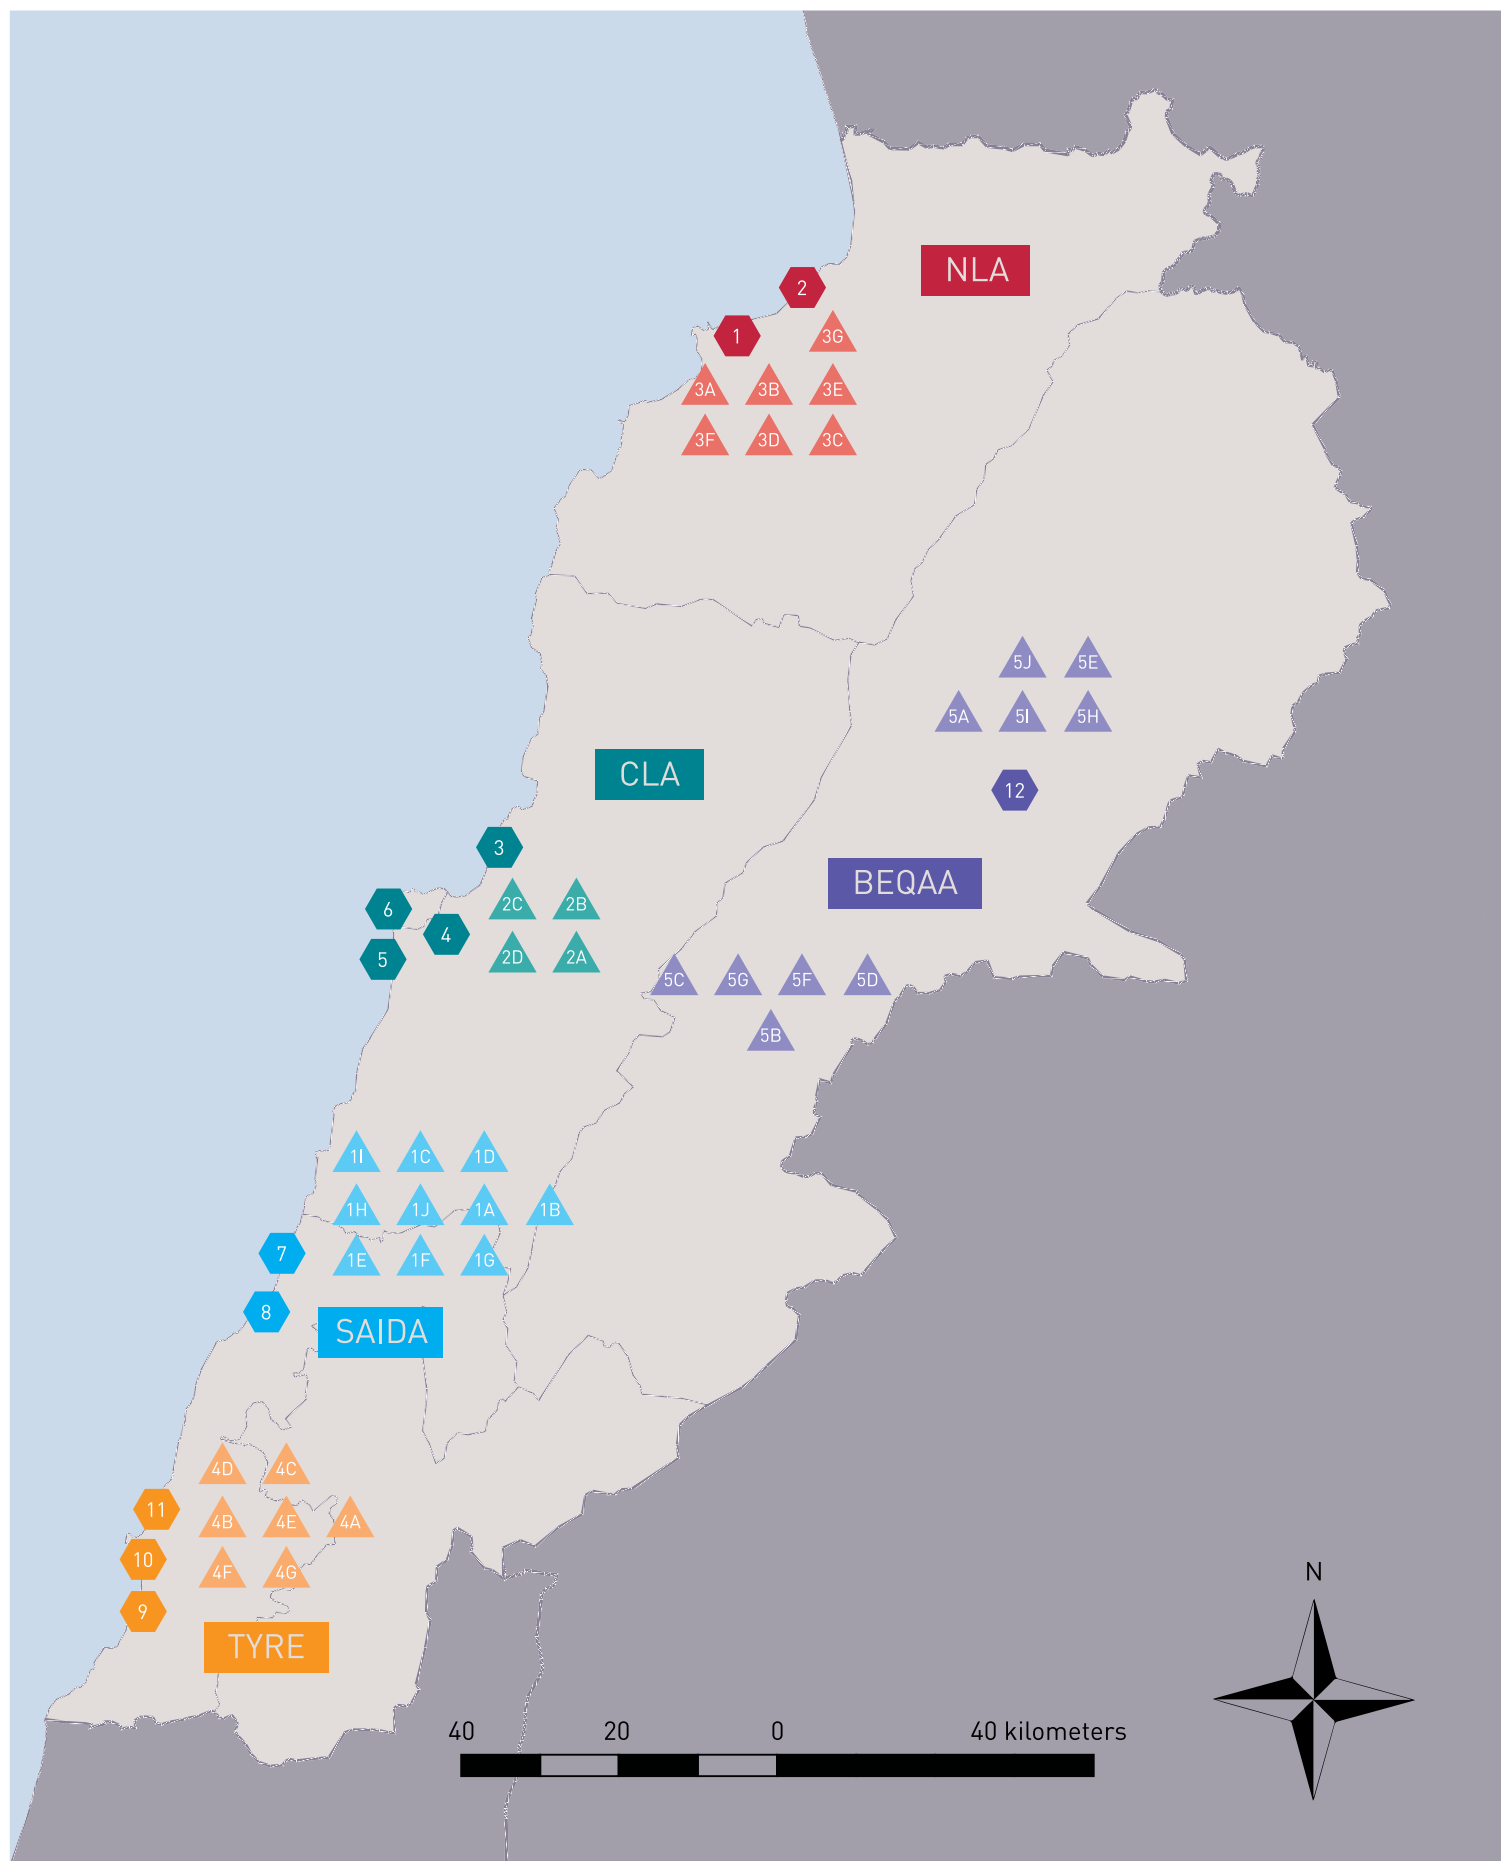 NLA
2
1
3G
3A 3B 3E
3F 3D 3C
5J 5E
5A 5I 5H
CLA
12
3
BEQAA
6
4
5
2C 2B
2D 2A
5C 5G 5F 5D
5B
1I 1C 1D
1H 1J 1A 1B
7
1E 1F 1G
8
SAIDA
4D 4C
11
4B 4E 4A
10
4F 4G
9
TYRE
N
40 20 0 40 kilometers